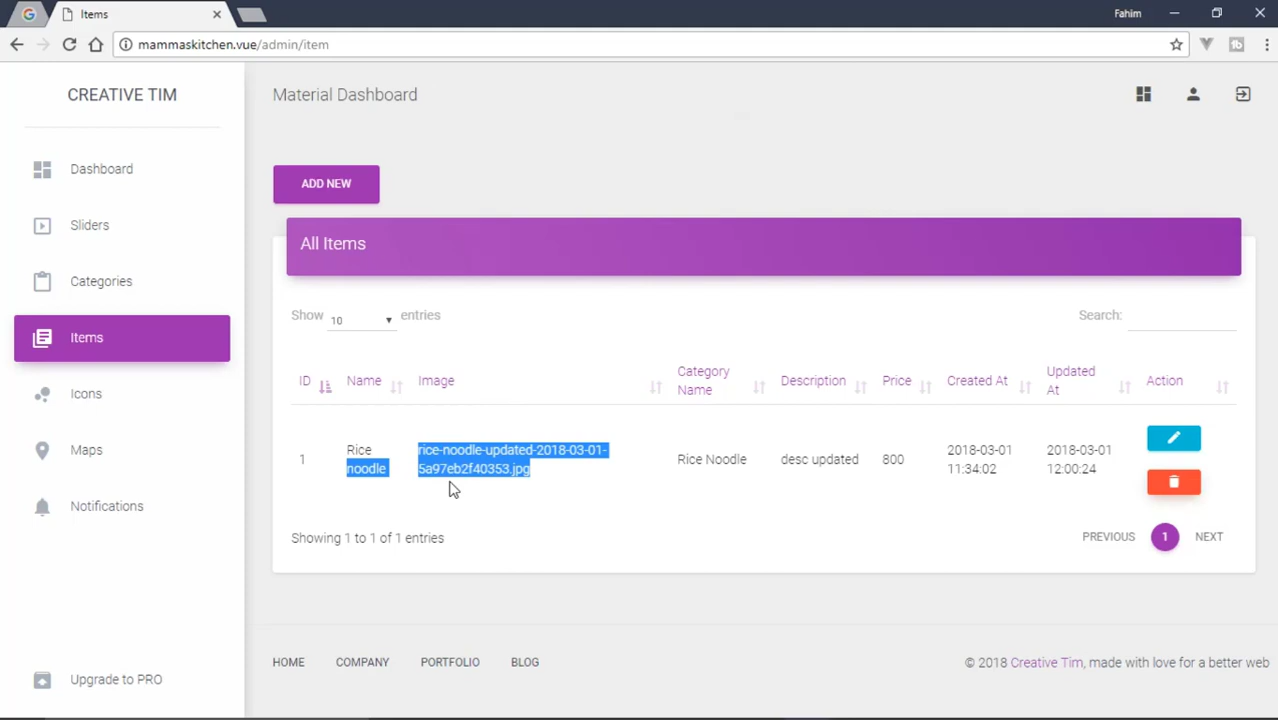 Items
Fahim
mammaskitchen.vue/admin/item
CREATIVE TIM
Material Dashboard
Dashboard
Sliders
Categories
Items
Icons
Maps
Notifications
Upgrade to PRO
ADD NEW
All Items
Show 10 entries
Search:
ID Name Image Category Name Description Price Created At Updated At Action
1 Rice noodle rice-noodle-updated-2018-03-01-5a97eb2f40353.jpg Rice Noodle desc updated 800 2018-03-01 11:34:02 2018-03-01 12:00:24
Showing 1 to 1 of 1 entries
PREVIOUS 1 NEXT
HOME COMPANY PORTFOLIO BLOG
© 2018 Creative Tim, made with love for a better web